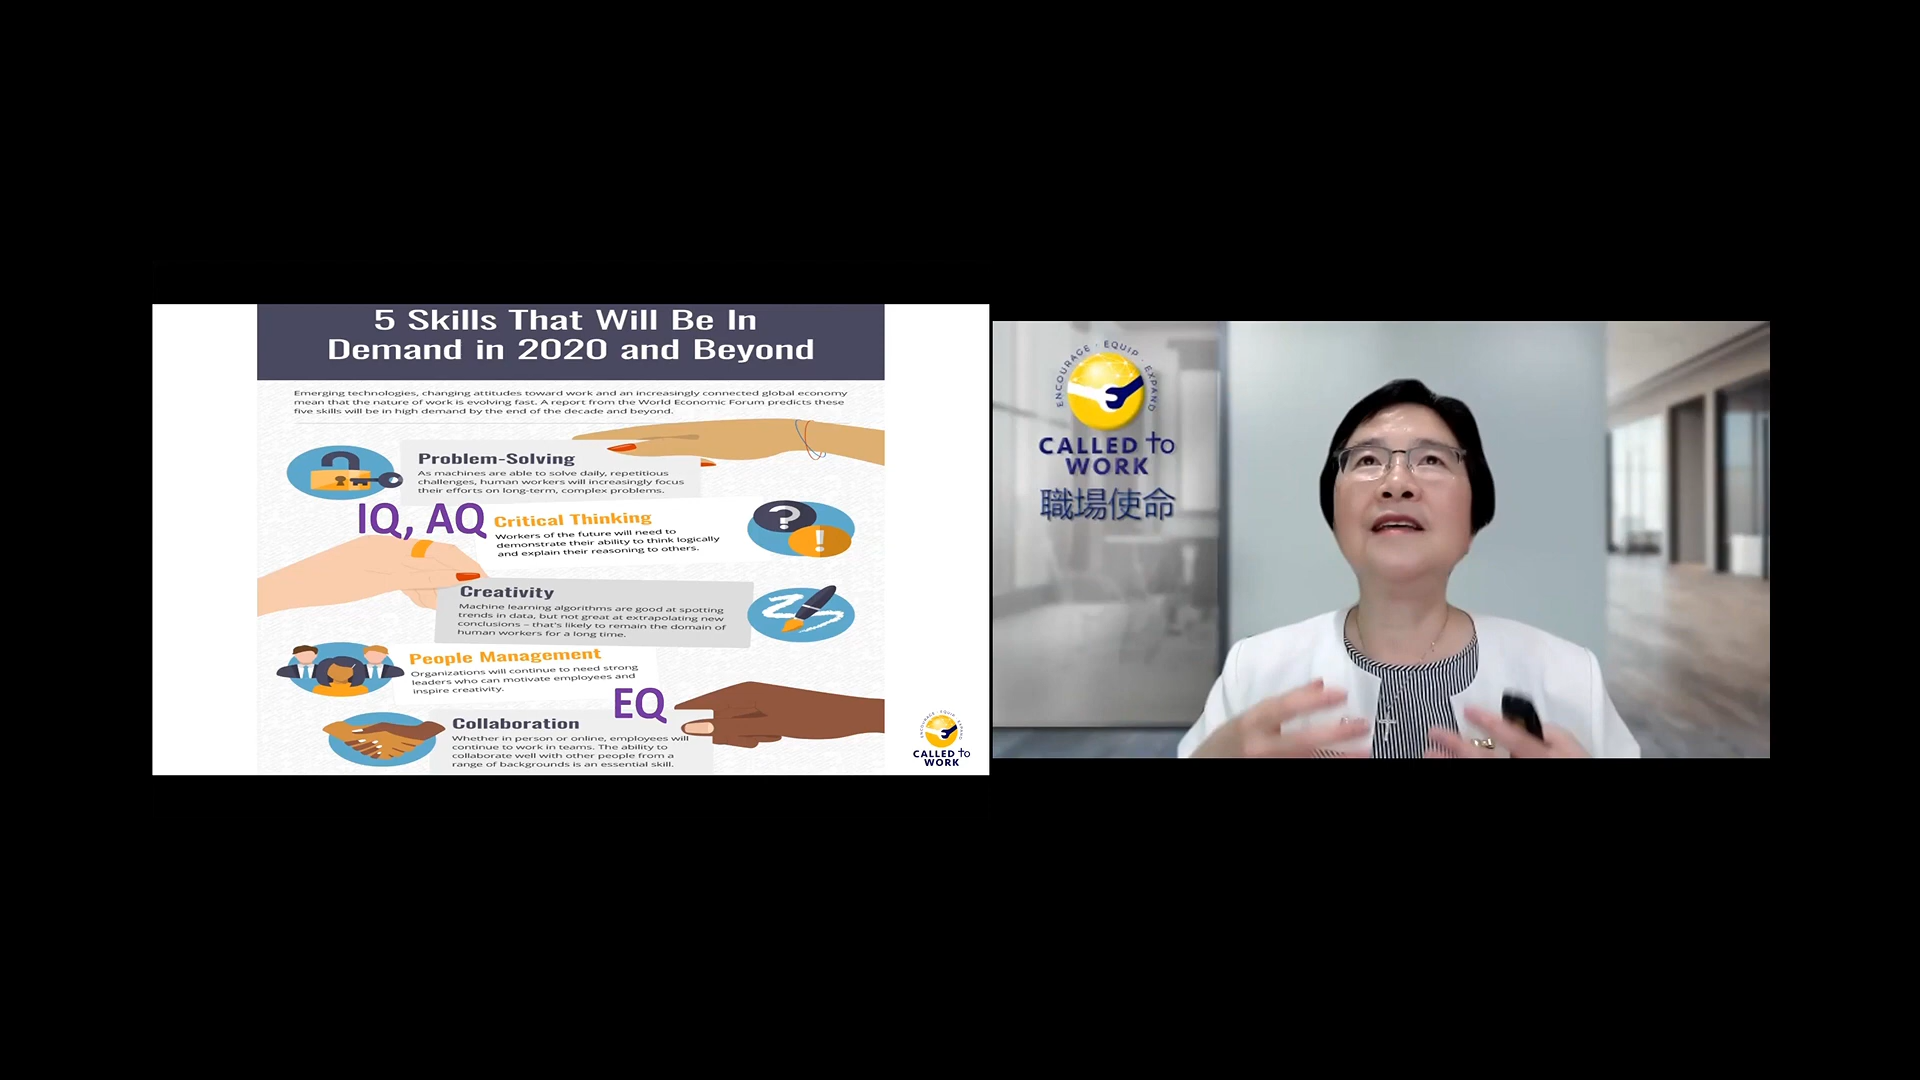 5 Skills That Will Be In
Demand in 2020 and Beyond
Emerging technologies, changing attitudes toward work and an increasingly connected global economy
mean that the nature of work is evolving fast. A report from the World Economic Forum predicts these
five skills will be in high demand by the end of the decade and beyond.
Problem-Solving
As machines are able to solve daily, repetitious
challenges, human workers will increasingly focus
their efforts on long-term, complex problems.
IQ, AQ
Critical Thinking
Workers of the future will need to
demonstrate their ability to think logically
and explain their reasoning to others.
Creativity
Machine learning algorithms are good at spotting
trends in data, but not great at extrapolating new
conclusions – that's likely to remain the domain of
human workers for a long time.
People Management
Organizations will continue to need strong
leaders who can motivate employees and
inspire creativity.
EQ
Collaboration
Whether in person or online, employees will
continue to work in teams. The ability to
collaborate well with other people from a
range of backgrounds is an essential skill.
ENCOURAGE · EQUIP · EXPAND
CALLED to
WORK
ENCOURAGE · EQUIP · EXPAND
CALLED to
WORK
職場使命